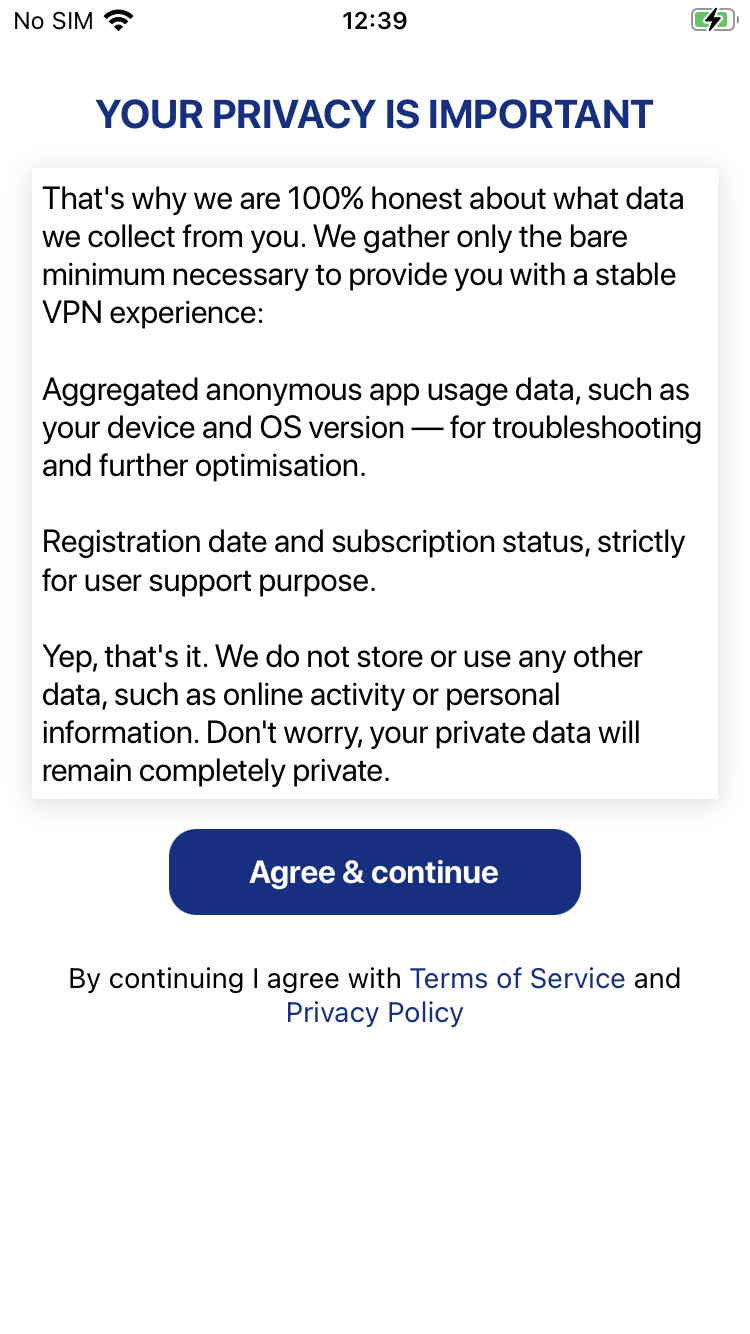 No SIM 12:39
YOUR PRIVACY IS IMPORTANT
That's why we are 100% honest about what data
we collect from you. We gather only the bare
minimum necessary to provide you with a stable
VPN experience:
Aggregated anonymous app usage data, such as
your device and OS version — for troubleshooting
and further optimisation.
Registration date and subscription status, strictly
for user support purpose.
Yep, that's it. We do not store or use any other
data, such as online activity or personal
information. Don't worry, your private data will
remain completely private.
Agree & continue
By continuing I agree with Terms of Service and
Privacy Policy